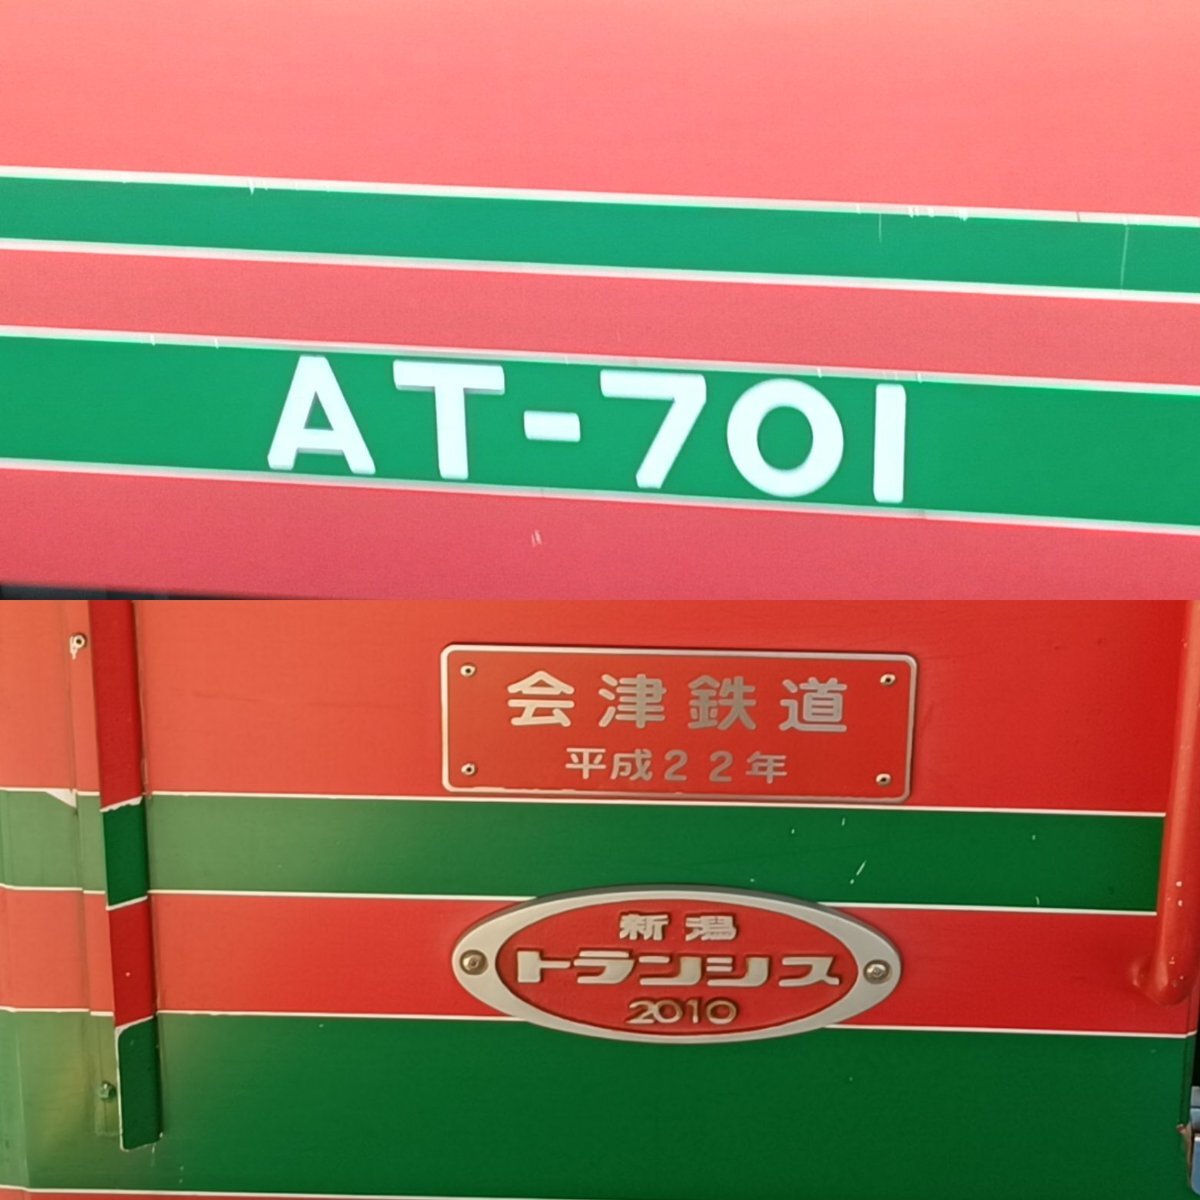 AT-701
会津鉄道
平成22年
新潟
トランシス
2010